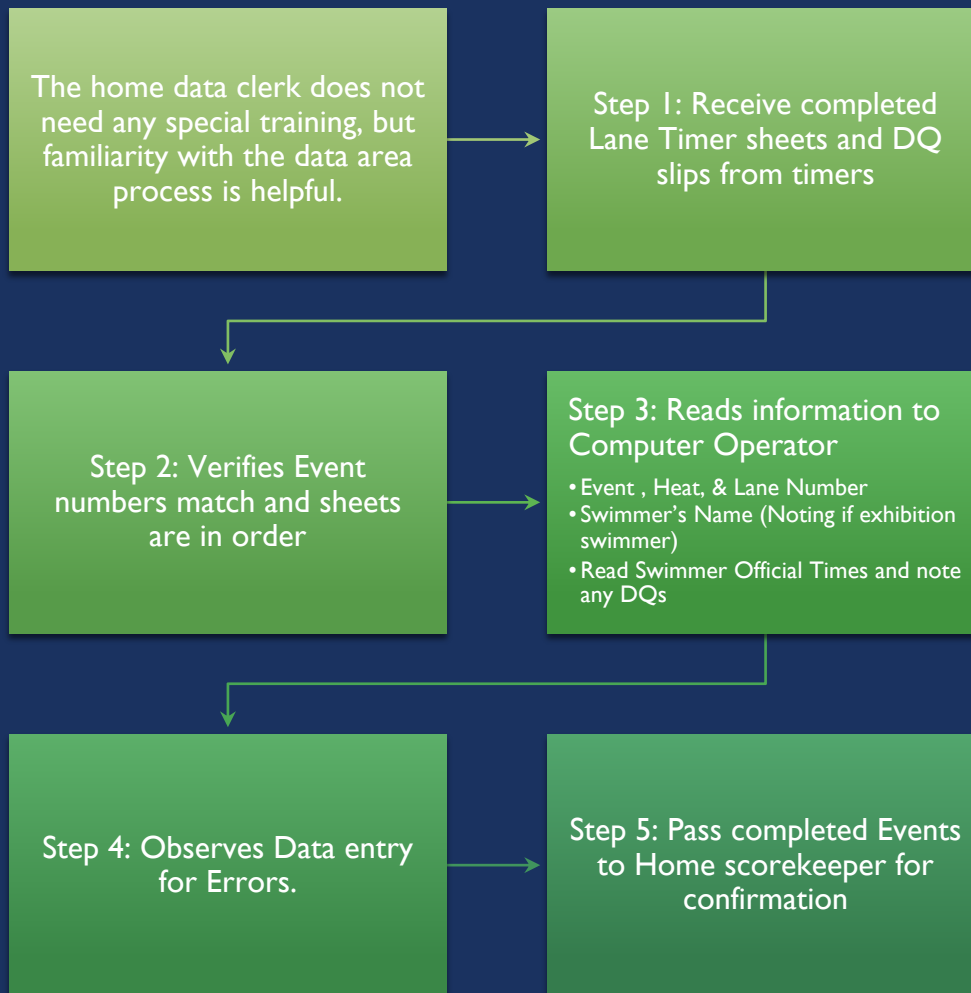 The home data clerk does not
need any special training, but
familiarity with the data area
process is helpful.
Step 1: Receive completed
Lane Timer sheets and DQ
slips from timers
Step 2: Verifies Event
numbers match and sheets
are in order
Step 3: Reads information to
Computer Operator
• Event , Heat, & Lane Number
• Swimmer’s Name (Noting if exhibition
swimmer)
• Read Swimmer Official Times and note
any DQs
Step 4: Observes Data entry
for Errors.
Step 5: Pass completed Events
to Home scorekeeper for
confirmation